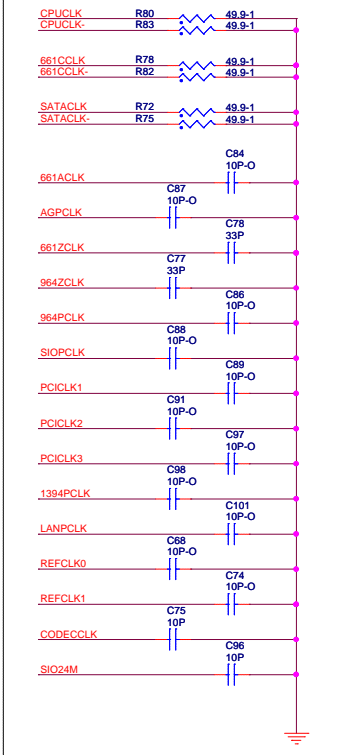 CPUCLK R80 49.9-1
CPUCLK- R83 49.9-1
661CCLK R78 49.9-1
661CCLK- R82 49.9-1
SATACLK R72 49.9-1
SATACLK- R75 49.9-1
C84
10P-O
661ACLK
C87
10P-O
AGPCLK
C78
33P
661ZCLK
C77
33P
964ZCLK
C86
10P-O
964PCLK
C88
10P-O
SIOPCLK
C89
10P-O
PCICLK1
C91
10P-O
PCICLK2
C97
10P-O
PCICLK3
C98
10P-O
1394PCLK
C101
10P-O
LANPCLK
C68
10P-O
REFCLK0
C74
10P-O
REFCLK1
C75
10P
CODECCLK
C96
10P
SIO24M